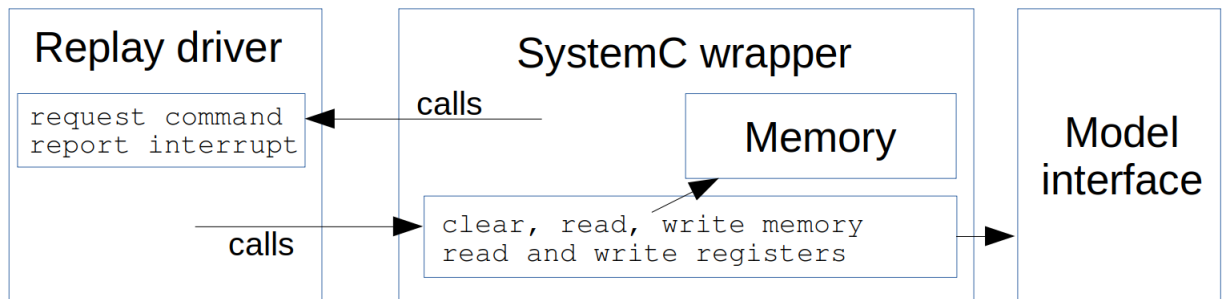 Replay driver
request command
report interrupt
calls
calls
SystemC wrapper
Memory
clear, read, write memory
read and write registers
Model
interface